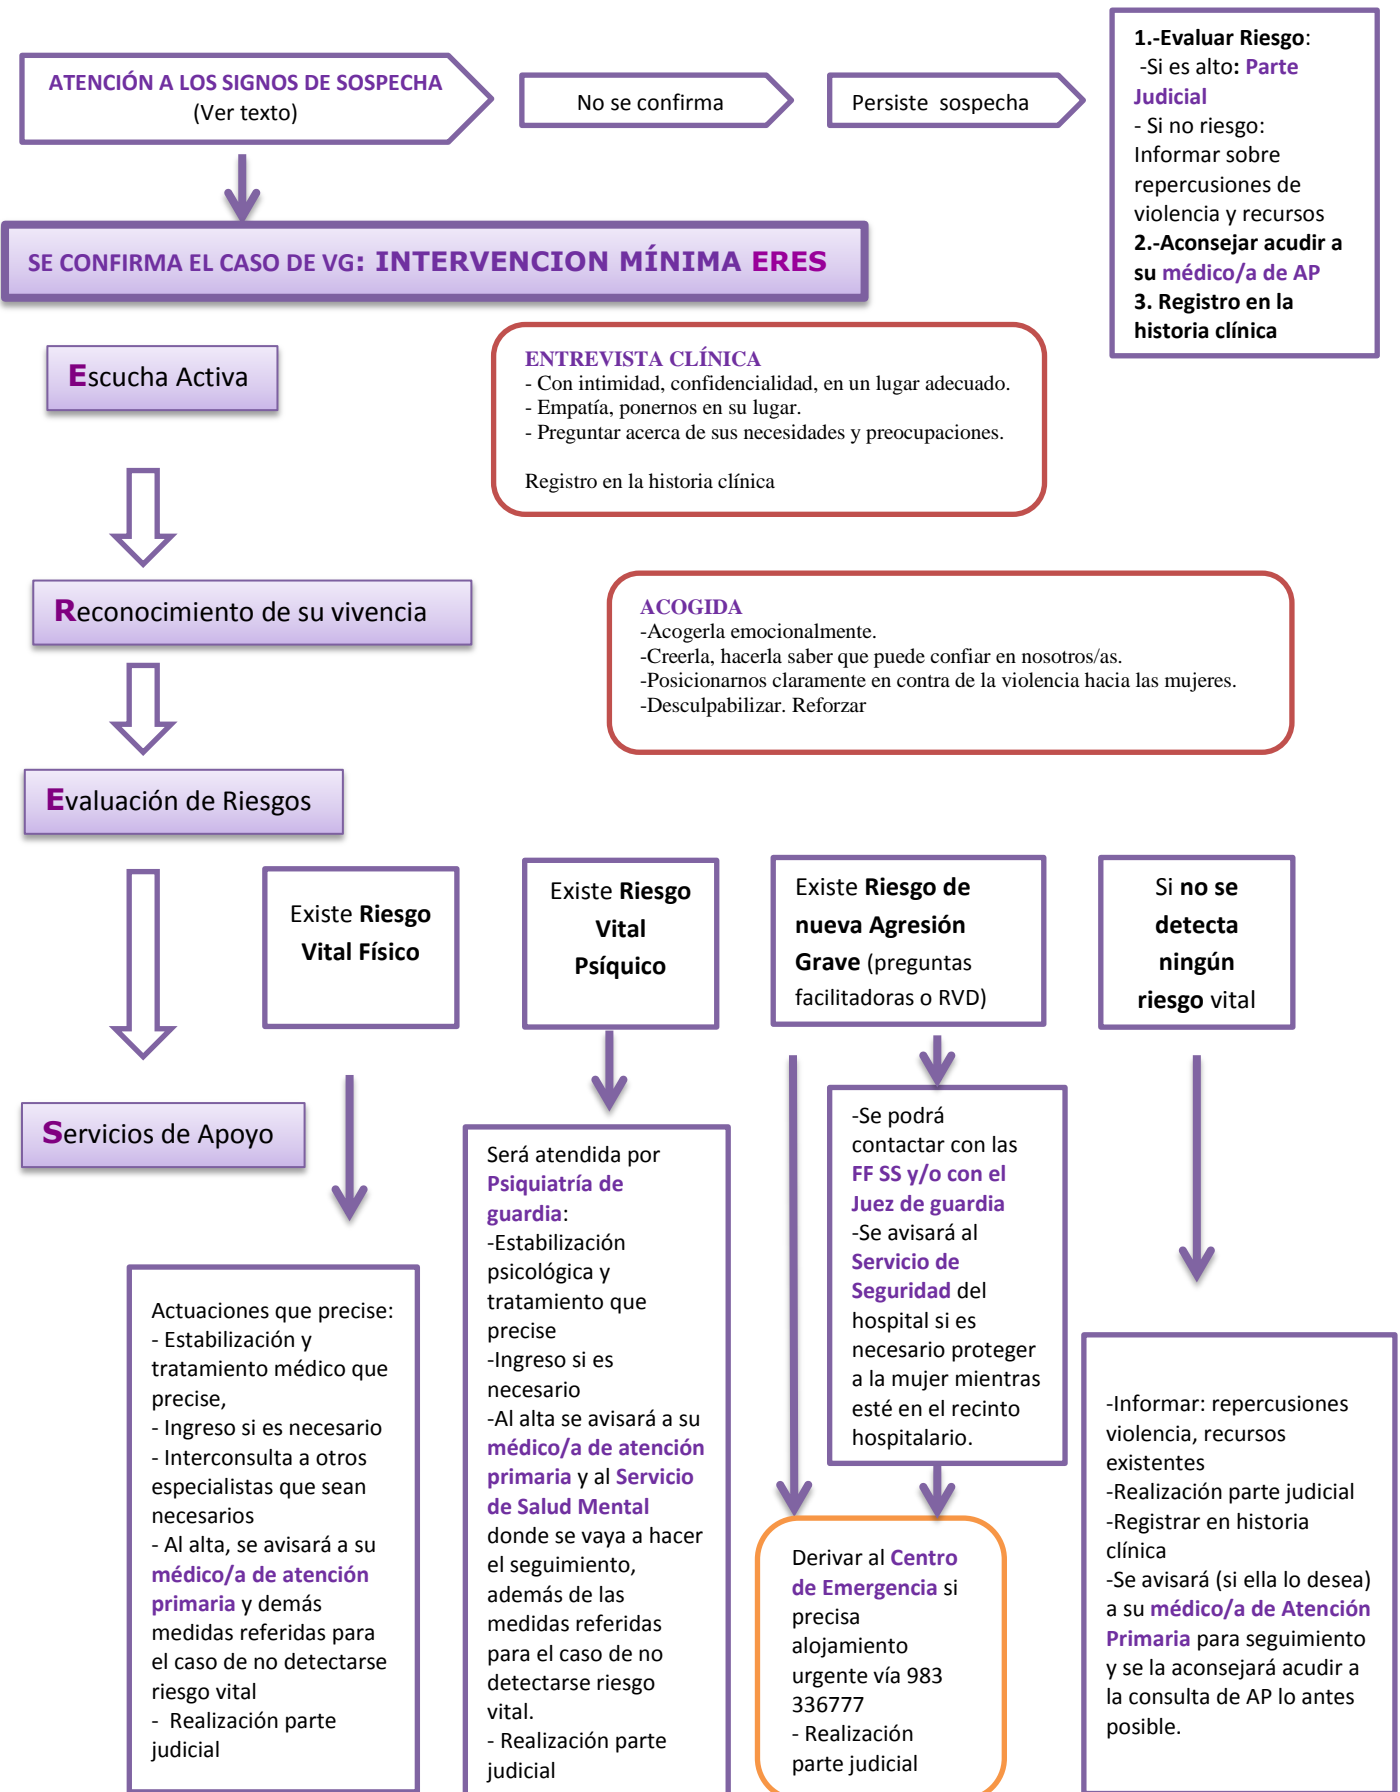 ATENCIÓN A LOS SIGNOS DE SOSPECHA
(Ver texto)
No se confirma
Persiste sospecha
1.-Evaluar Riesgo:
-Si es alto: Parte
Judicial
- Si no riesgo:
Informar sobre
repercusiones de
violencia y recursos
2.-Aconsejar acudir a
su médico/a de AP
3. Registro en la
historia clínica
SE CONFIRMA EL CASO DE VG: INTERVENCION MÍNIMA ERES
Escucha Activa
ENTREVISTA CLÍNICA
- Con intimidad, confidencialidad, en un lugar adecuado.
- Empatía, ponernos en su lugar.
- Preguntar acerca de sus necesidades y preocupaciones.
Registro en la historia clínica
Reconocimiento de su vivencia
ACOGIDA
-Acogerla emocionalmente.
-Creerla, hacerla saber que puede confiar en nosotros/as.
-Posicionarnos claramente en contra de la violencia hacia las mujeres.
-Desculpabilizar. Reforzar
Evaluación de Riesgos
Existe Riesgo
Vital Físico
Existe Riesgo
Vital
Psíquico
Existe Riesgo de
nueva Agresión
Grave (preguntas
facilitadoras o RVD)
Si no se
detecta
ningún
riesgo vital
Servicios de Apoyo
Actuaciones que precise:
- Estabilización y
tratamiento médico que
precise,
- Ingreso si es necesario
- Interconsulta a otros
especialistas que sean
necesarios
- Al alta, se avisará a su
médico/a de atención
primaria y demás
medidas referidas para
el caso de no detectarse
riesgo vital
- Realización parte
judicial
Será atendida por
Psiquiatría de
guardia:
-Estabilización
psicológica y
tratamiento que
precise
-Ingreso si es
necesario
-Al alta se avisará a su
médico/a de atención
primaria y al Servicio
de Salud Mental
donde se vaya a hacer
el seguimiento,
además de las
medidas referidas
para el caso de no
detectarse riesgo
vital.
- Realización parte
judicial
-Se podrá
contactar con las
FF SS y/o con el
Juez de guardia
-Se avisará al
Servicio de
Seguridad del
hospital si es
necesario proteger
a la mujer mientras
esté en el recinto
hospitalario.
Derivar al Centro
de Emergencia si
precisa
alojamiento
urgente vía 983
336777
- Realización
parte judicial
-Informar: repercusiones
violencia, recursos
existentes
-Realización parte judicial
-Registrar en historia
clínica
-Se avisará (si ella lo desea)
a su médico/a de Atención
Primaria para seguimiento
y se la aconsejará acudir a
la consulta de AP lo antes
posible.